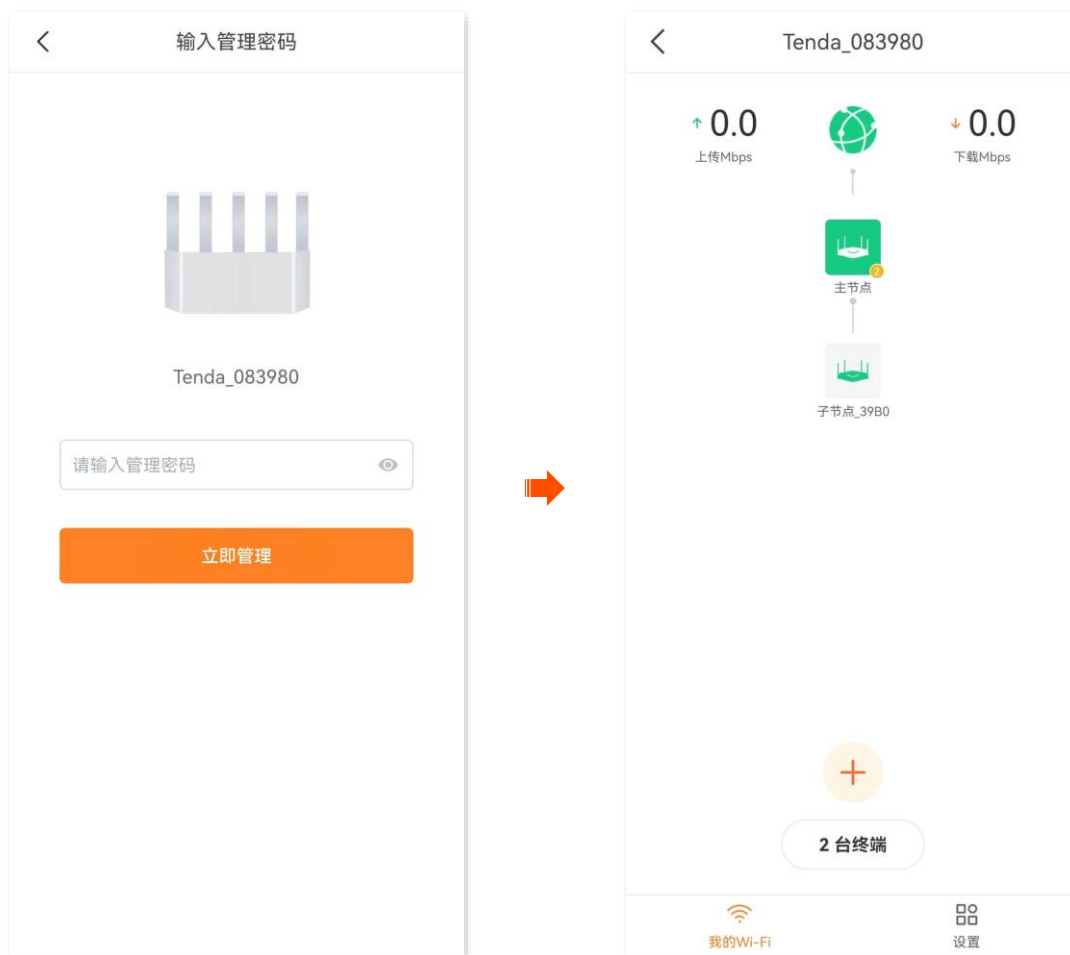 输入管理密码
Tenda_083980
请输入管理密码
立即管理
Tenda_083980
↑ 0.0
上传Mbps
↓ 0.0
下载Mbps
2
主节点
子节点_39B0
2 台终端
我的Wi-Fi
设置